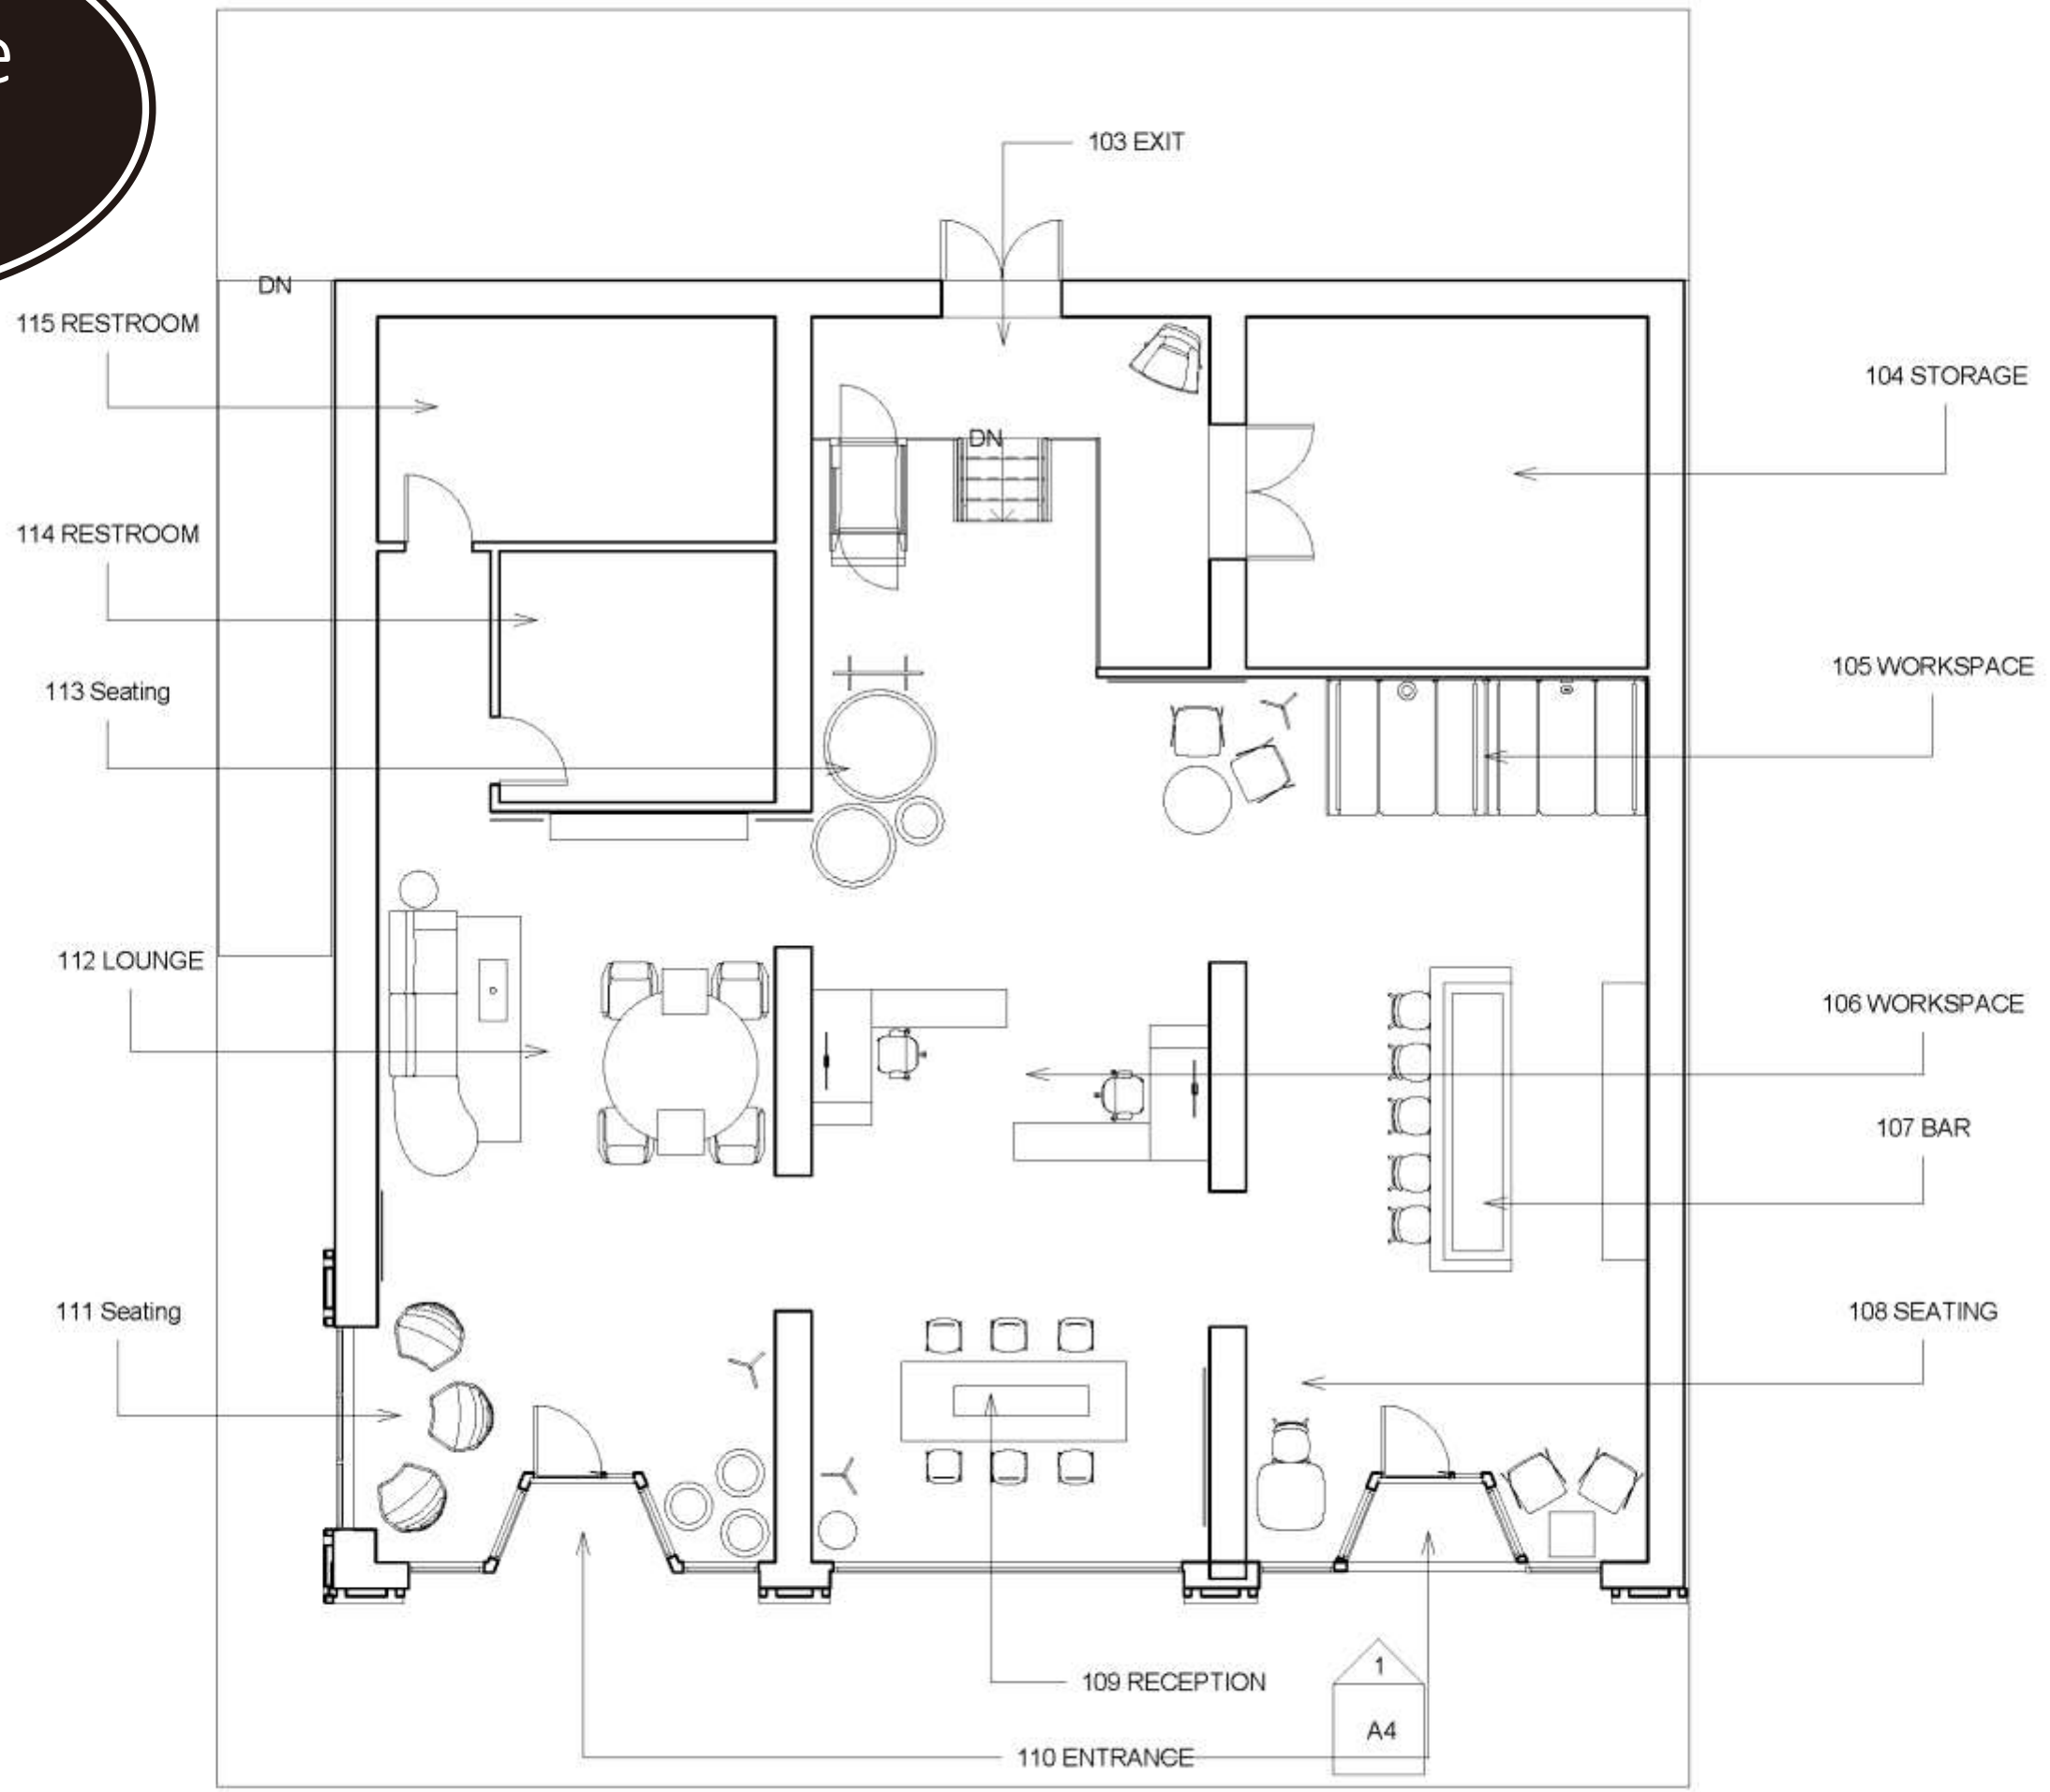 e
103 EXIT
DN
115 RESTROOM
104 STORAGE
DN
114 RESTROOM
105 WORKSPACE
113 Seating
112 LOUNGE
106 WORKSPACE
107 BAR
111 Seating
108 SEATING
1
109 RECEPTION
A4
110 ENTRANCE